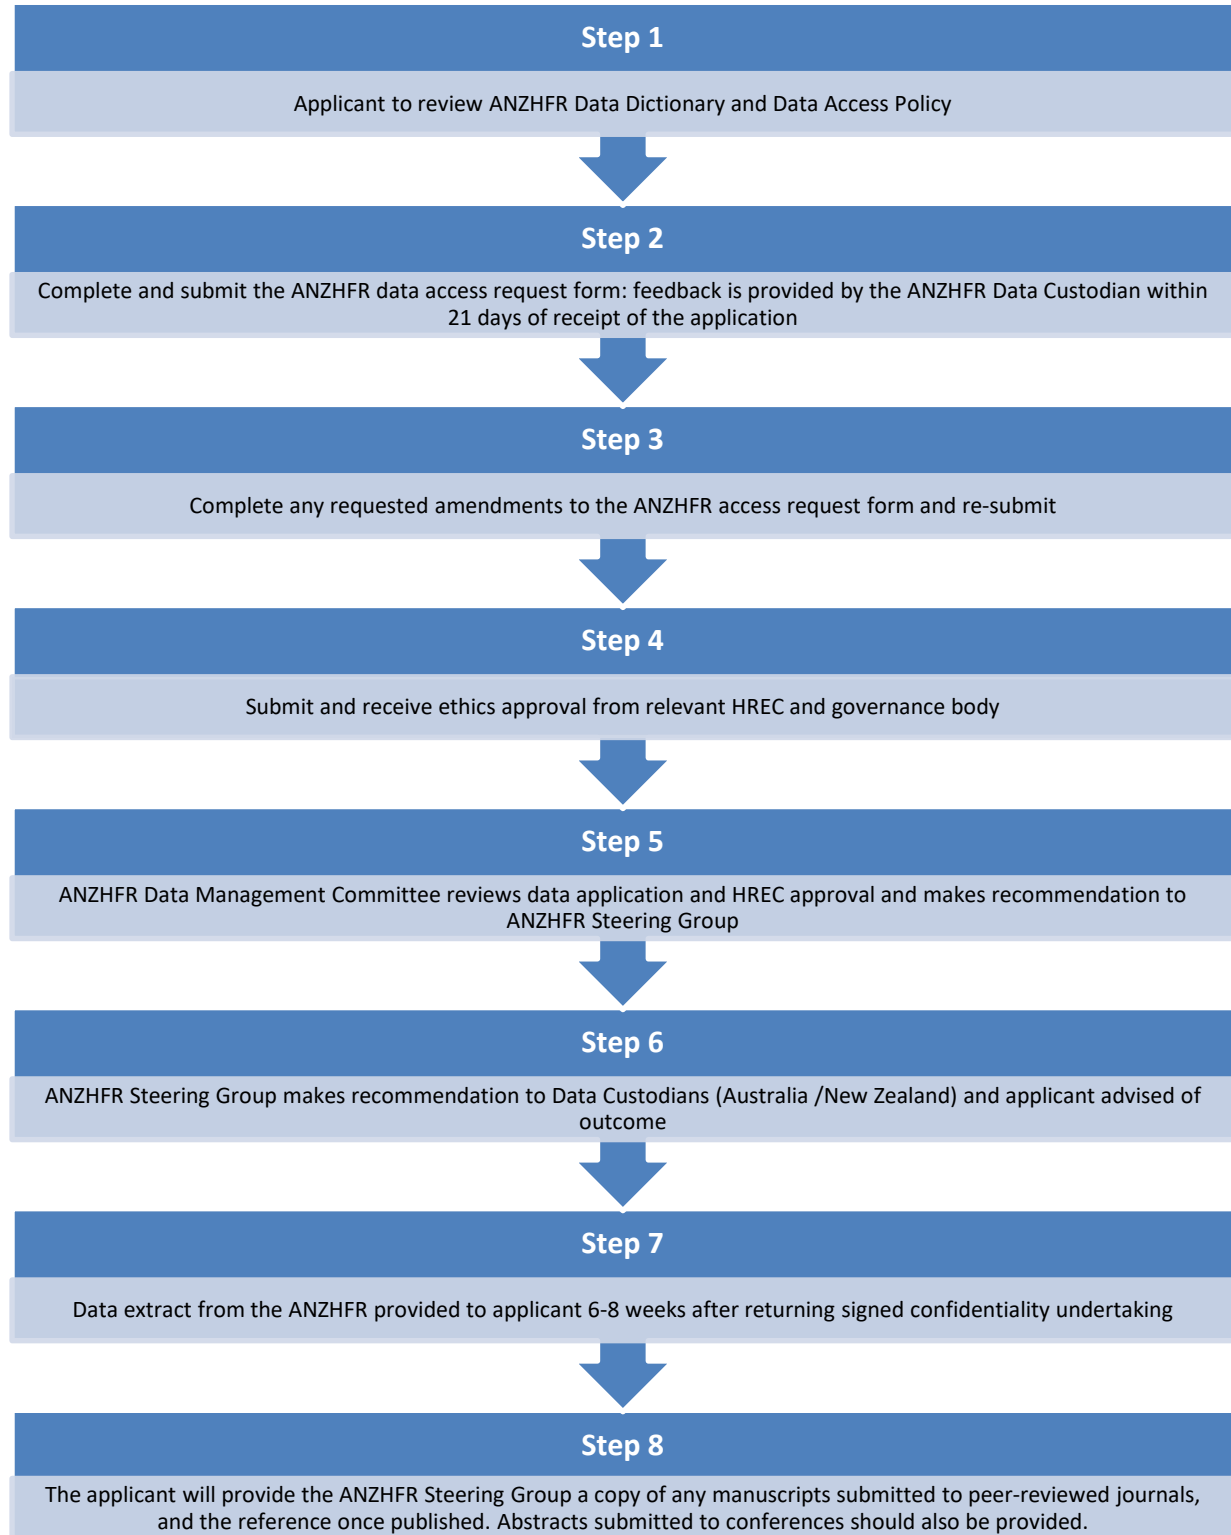 Step 1
Applicant to review ANZHFR Data Dictionary and Data Access Policy
Step 2
Complete and submit the ANZHFR data access request form: feedback is provided by the ANZHFR Data Custodian within
21 days of receipt of the application
Step 3
Complete any requested amendments to the ANZHFR access request form and re-submit
Step 4
Submit and receive ethics approval from relevant HREC and governance body
Step 5
ANZHFR Data Management Committee reviews data application and HREC approval and makes recommendation to
ANZHFR Steering Group
Step 6
ANZHFR Steering Group makes recommendation to Data Custodians (Australia /New Zealand) and applicant advised of
outcome
Step 7
Data extract from the ANZHFR provided to applicant 6-8 weeks after returning signed confidentiality undertaking
Step 8
The applicant will provide the ANZHFR Steering Group a copy of any manuscripts submitted to peer-reviewed journals,
and the reference once published. Abstracts submitted to conferences should also be provided.